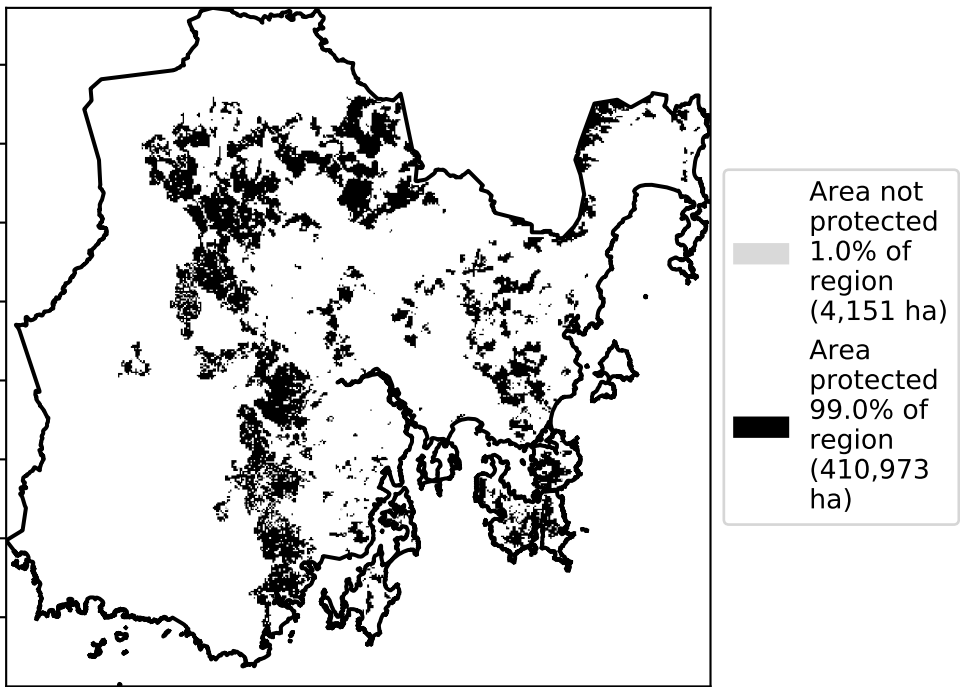 Area not
protected
1.0% of
region
(4,151 ha)
Area
protected
99.0% of
region
(410,973
ha)